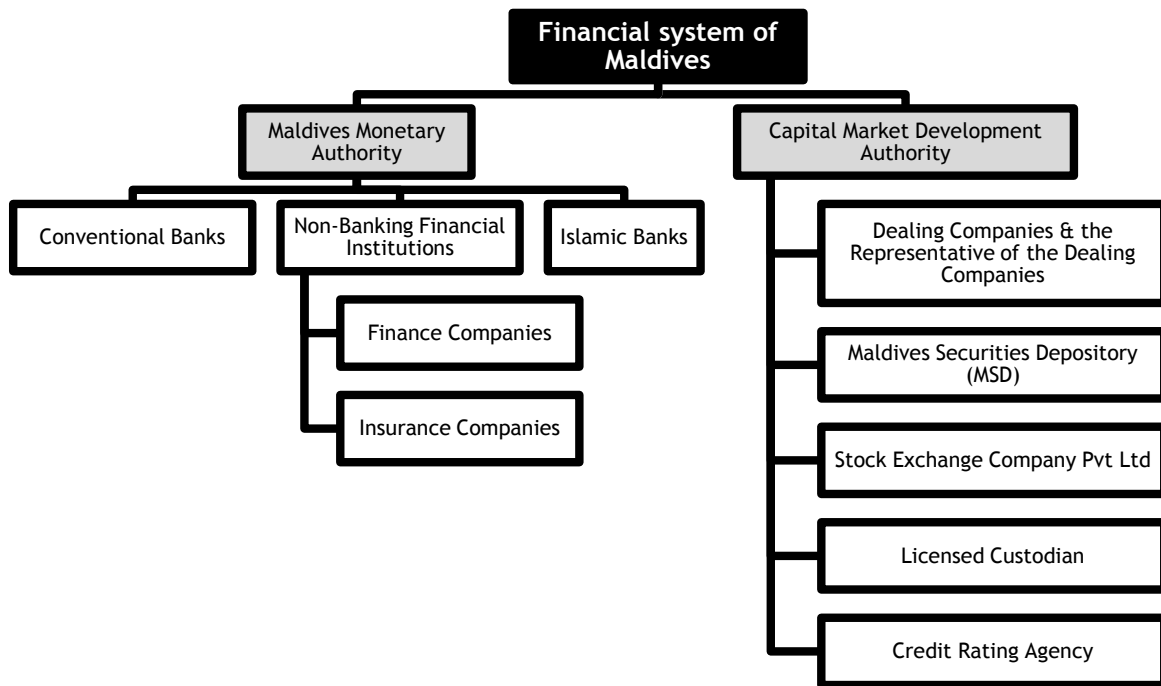 Financial system of
Maldives
Maldives Monetary
Authority
Capital Market Development
Authority
Conventional Banks
Non-Banking Financial
Institutions
Islamic Banks
Finance Companies
Insurance Companies
Dealing Companies & the
Representative of the Dealing
Companies
Maldives Securities Depository
(MSD)
Stock Exchange Company Pvt Ltd
Licensed Custodian
Credit Rating Agency